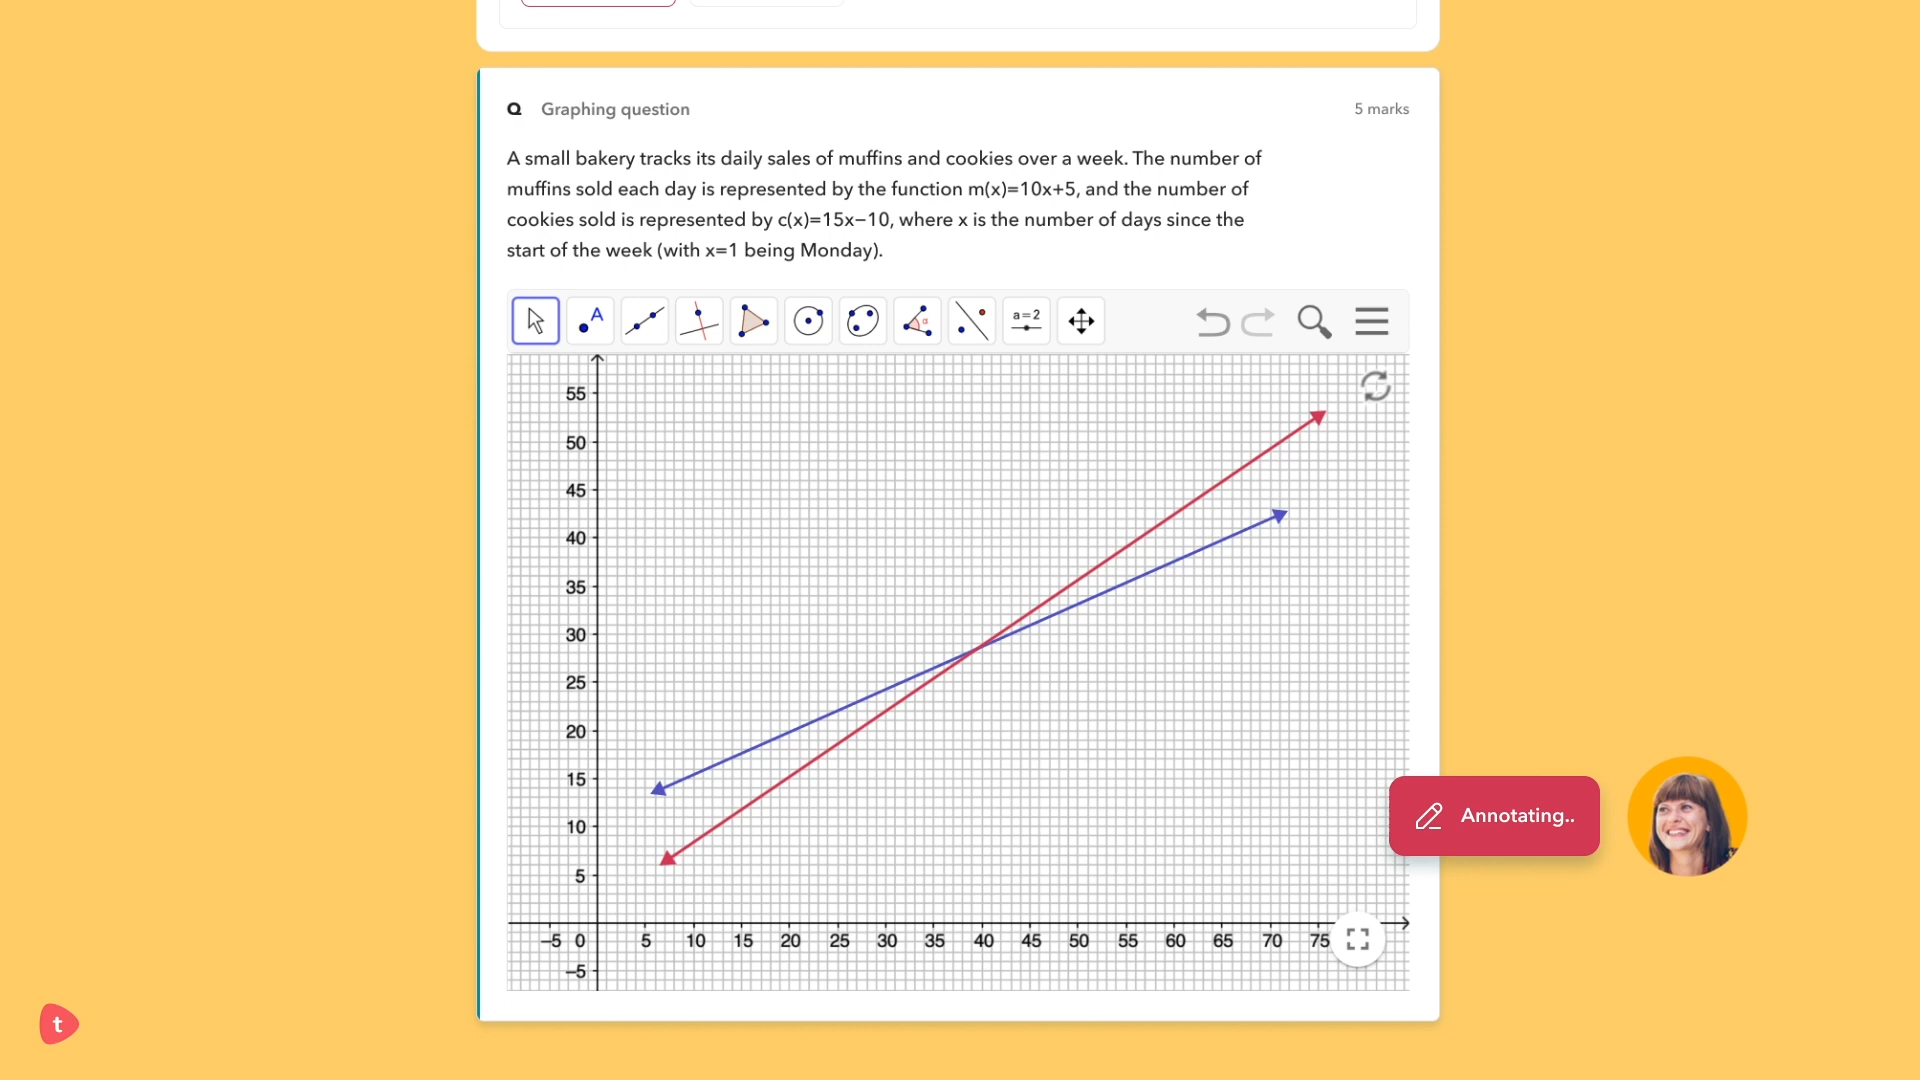 Q Graphing question 5 marks
A small bakery tracks its daily sales of muffins and cookies over a week. The number of
muffins sold each day is represented by the function m(x)=10x+5, and the number of
cookies sold is represented by c(x)=15x−10, where x is the number of days since the
start of the week (with x=1 being Monday).
A
α
a=2
55
50
45
40
35
30
25
20
15
10
5
−5 0 5 10 15 20 25 30 35 40 45 50 55 60 65 70 75
−5
Annotating..
t